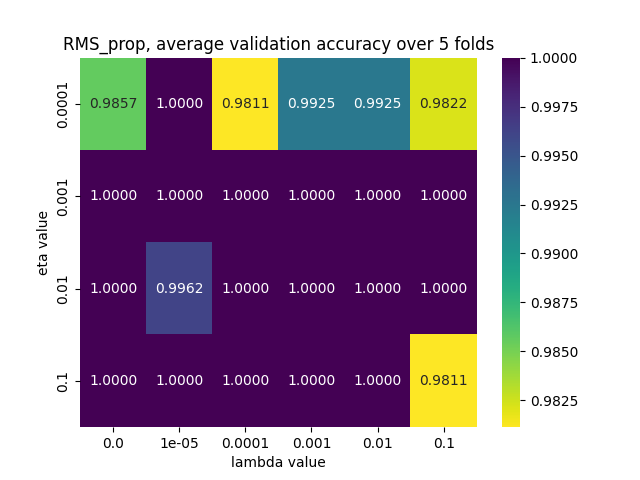 RMS_prop, average validation accuracy over 5 folds
eta value
0.0001 0.9857 1.0000 0.9811 0.9925 0.9925 0.9822
0.001 1.0000 1.0000 1.0000 1.0000 1.0000 1.0000
0.01 1.0000 0.9962 1.0000 1.0000 1.0000 1.0000
0.1 1.0000 1.0000 1.0000 1.0000 1.0000 0.9811
0.0 1e-05 0.0001 0.001 0.01 0.1
lambda value
1.0000
0.9975
0.9950
0.9925
0.9900
0.9875
0.9850
0.9825